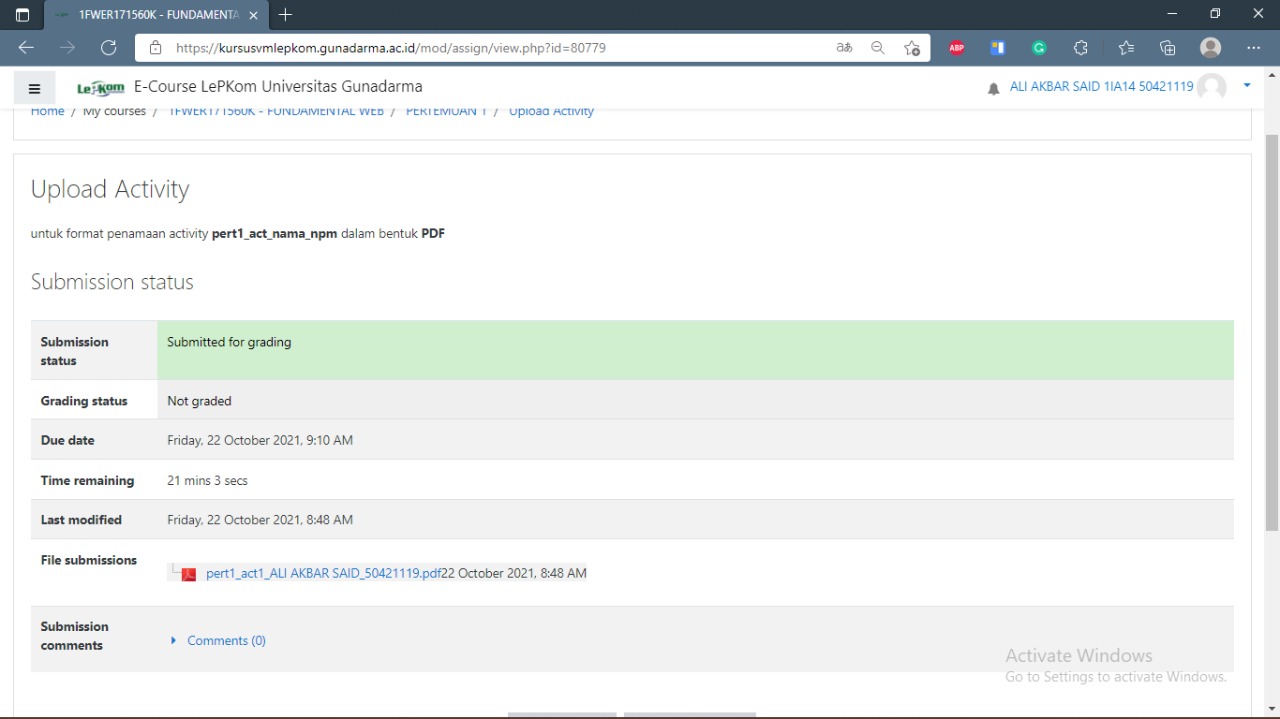 1FWER171560K - FUNDAMENTA
https://kursusvmlepkom.gunadarma.ac.id/mod/assign/view.php?id=80779
LePKom E-Course LePKom Universitas Gunadarma
ALI AKBAR SAID 1IA14 50421119
Home / My courses / 1FWER171560K - FUNDAMENTAL WEB / PERTEMUAN 1 / Upload Activity
Upload Activity
untuk format penamaan activity pert1_act_nama_npm dalam bentuk PDF
Submission status
Submission status
Submitted for grading
Grading status
Not graded
Due date
Friday, 22 October 2021, 9:10 AM
Time remaining
21 mins 3 secs
Last modified
Friday, 22 October 2021, 8:48 AM
File submissions
pert1_act1_ALI AKBAR SAID_50421119.pdf22 October 2021, 8:48 AM
Submission comments
Comments (0)
Activate Windows
Go to Settings to activate Windows.
ABP